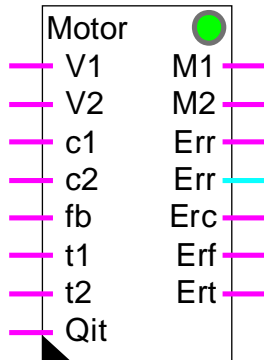 Motor
V1 M1
V2 M2
c1 Err
c2 Err
fb Erc
t1 Erf
t2 Ert
Qit